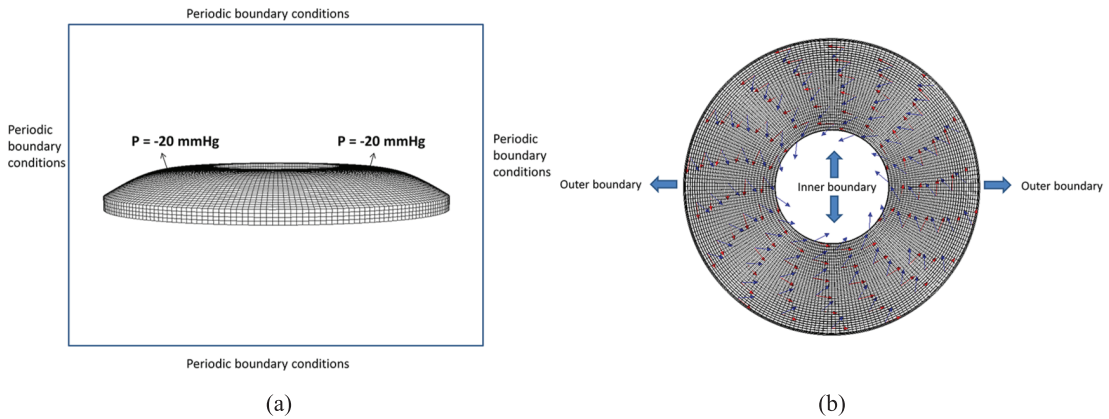 Periodic boundary conditions
Periodic
boundary
conditions
P = -20 mmHg
P = -20 mmHg
Periodic
boundary
conditions
Periodic boundary conditions
(a)
Outer boundary
Inner boundary
Outer boundary
(b)